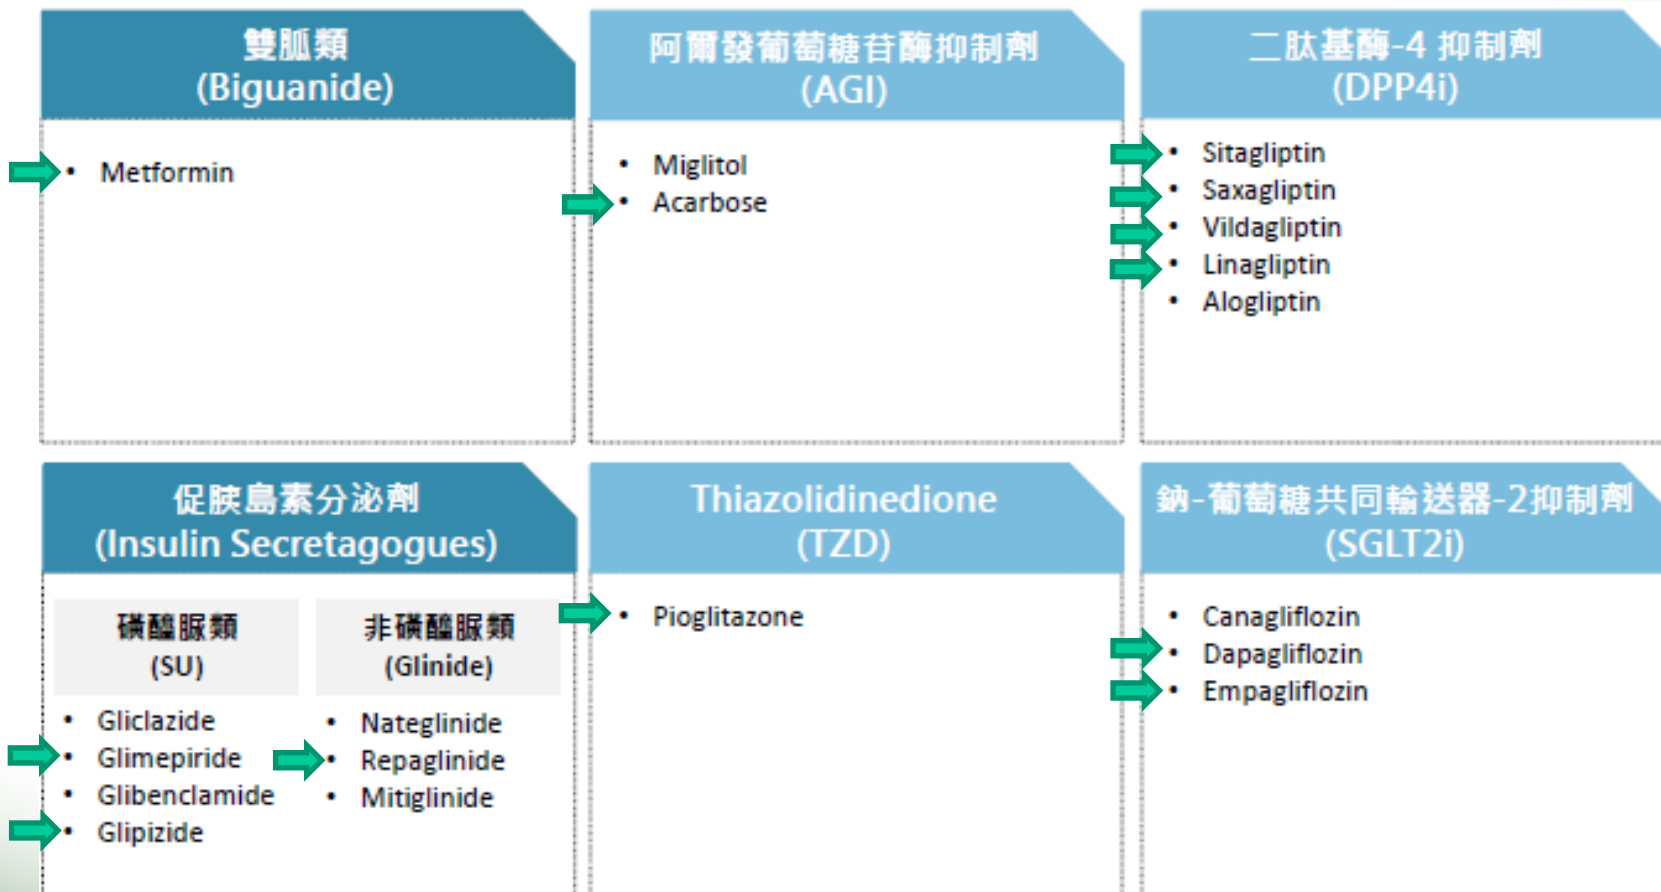 雙胍類
(Biguanide)
• Metformin
阿爾發葡萄糖苷酶抑制劑
(AGI)
• Miglitol
• Acarbose
二肽基酶-4 抑制劑
(DPP4i)
• Sitagliptin
• Saxagliptin
• Vildagliptin
• Linagliptin
• Alogliptin
促胰島素分泌劑
(Insulin Secretagogues)
磺醯脲類
(SU)
• Gliclazide
• Glimepiride
• Glibenclamide
• Glipizide
非磺醯脲類
(Glinide)
• Nateglinide
• Repaglinide
• Mitiglinide
Thiazolidinedione
(TZD)
• Pioglitazone
鈉-葡萄糖共同輸送器-2抑制劑
(SGLT2i)
• Canagliflozin
• Dapagliflozin
• Empagliflozin